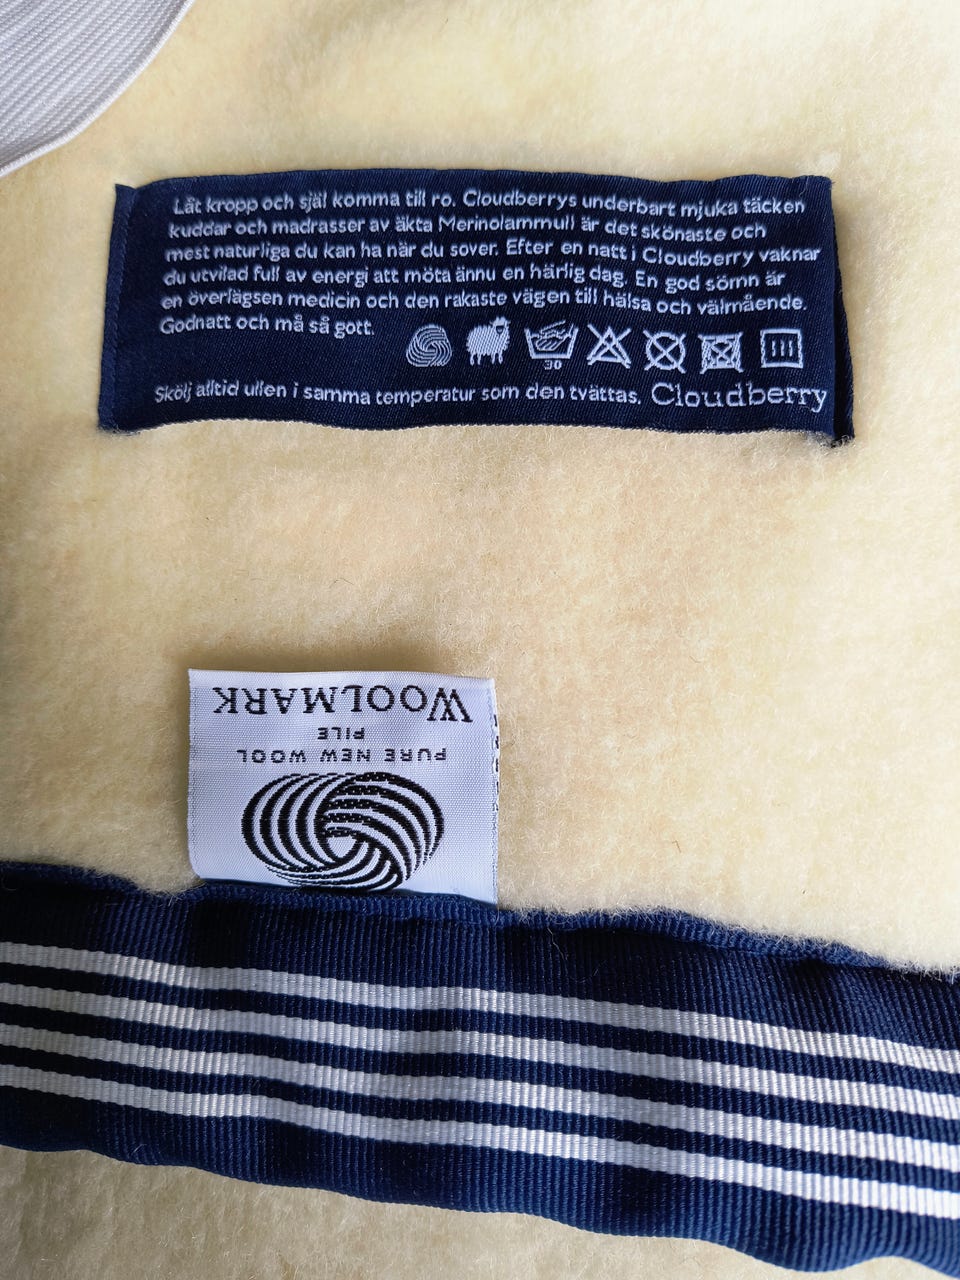 Låt kropp och själ komma till ro. Cloudberrys underbart mjuka täcken
kuddar och madrasser av äkta Merinolammull är det skönaste och
mest naturliga du kan ha när du sover. Efter en natt i Cloudberry vaknar
du utvilad full av energi att möta ännu en härlig dag. En god sömn är
en överlägsen medicin och den rakaste vägen till hälsa och välmående.
Godnatt och må så gott.
30
Skölj alltid ullen i samma temperatur som den tvättas. Cloudberry
WOOLMARK
PILE
PURE NEW WOOL